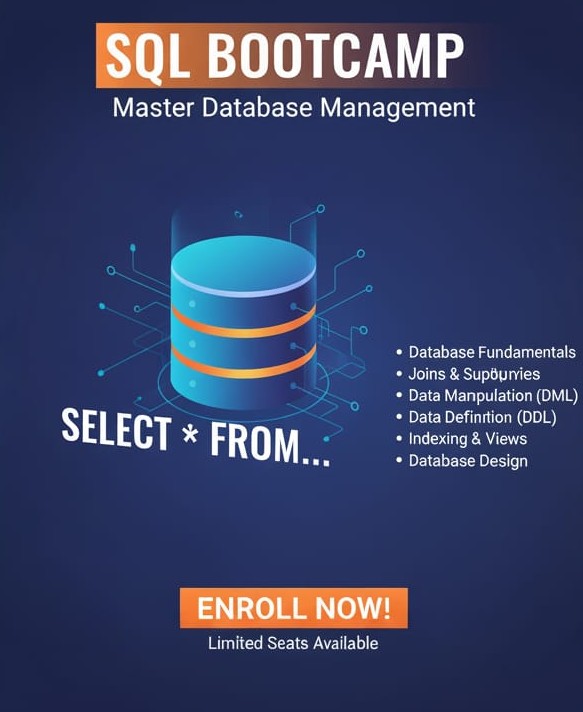 SQL BOOTCAMP
Master Database Management
SELECT * FROM...
• Database Fundamentals
• Joins &
• Data Manpulation (DML)
• Data Definrtion (DDL)
• Indexing & Views
• Database Design
ENROLL NOW!
Limited Seats Available